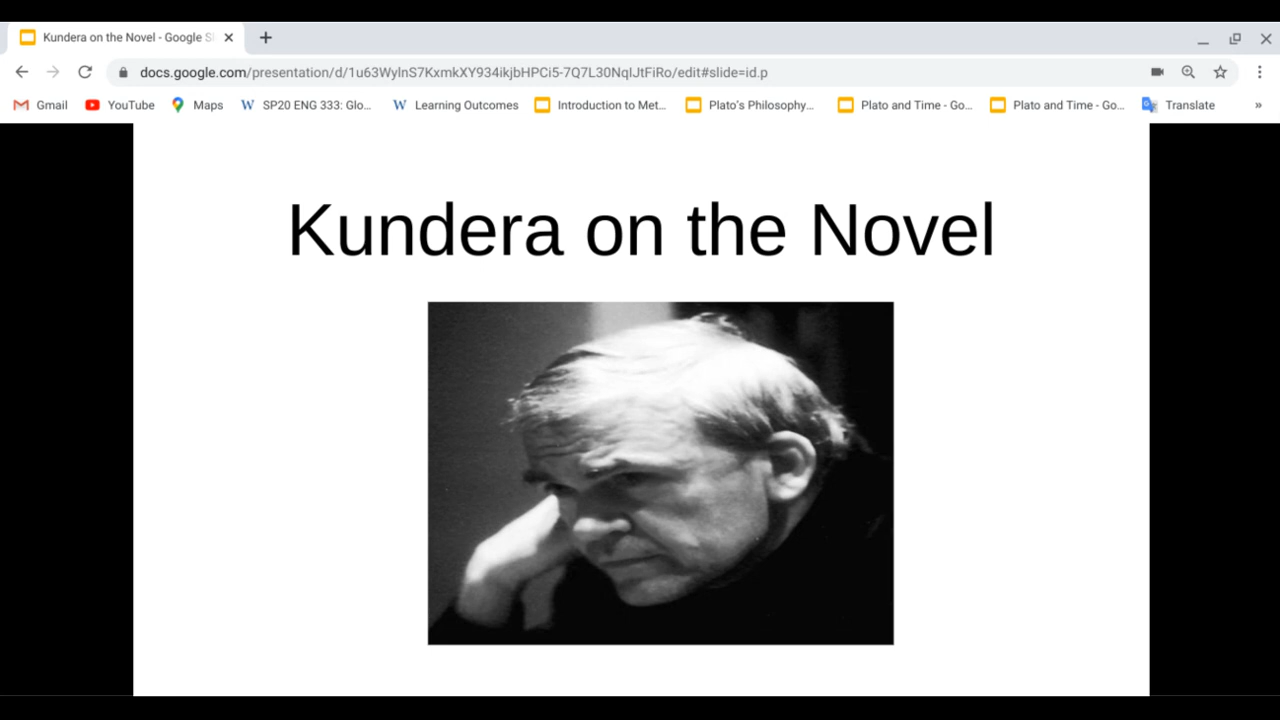 Kundera on the Novel - Google Sl
docs.google.com/presentation/d/1u63WylnS7KxmkXY934ikjbHPCi5-7Q7L30NqIJtFiRo/edit#slide=id.p
Gmail YouTube Maps SP20 ENG 333: Glo... Learning Outcomes Introduction to Met... Plato's Philosophy... Plato and Time - Go... Plato and Time - Go... Translate »
Kundera on the Novel